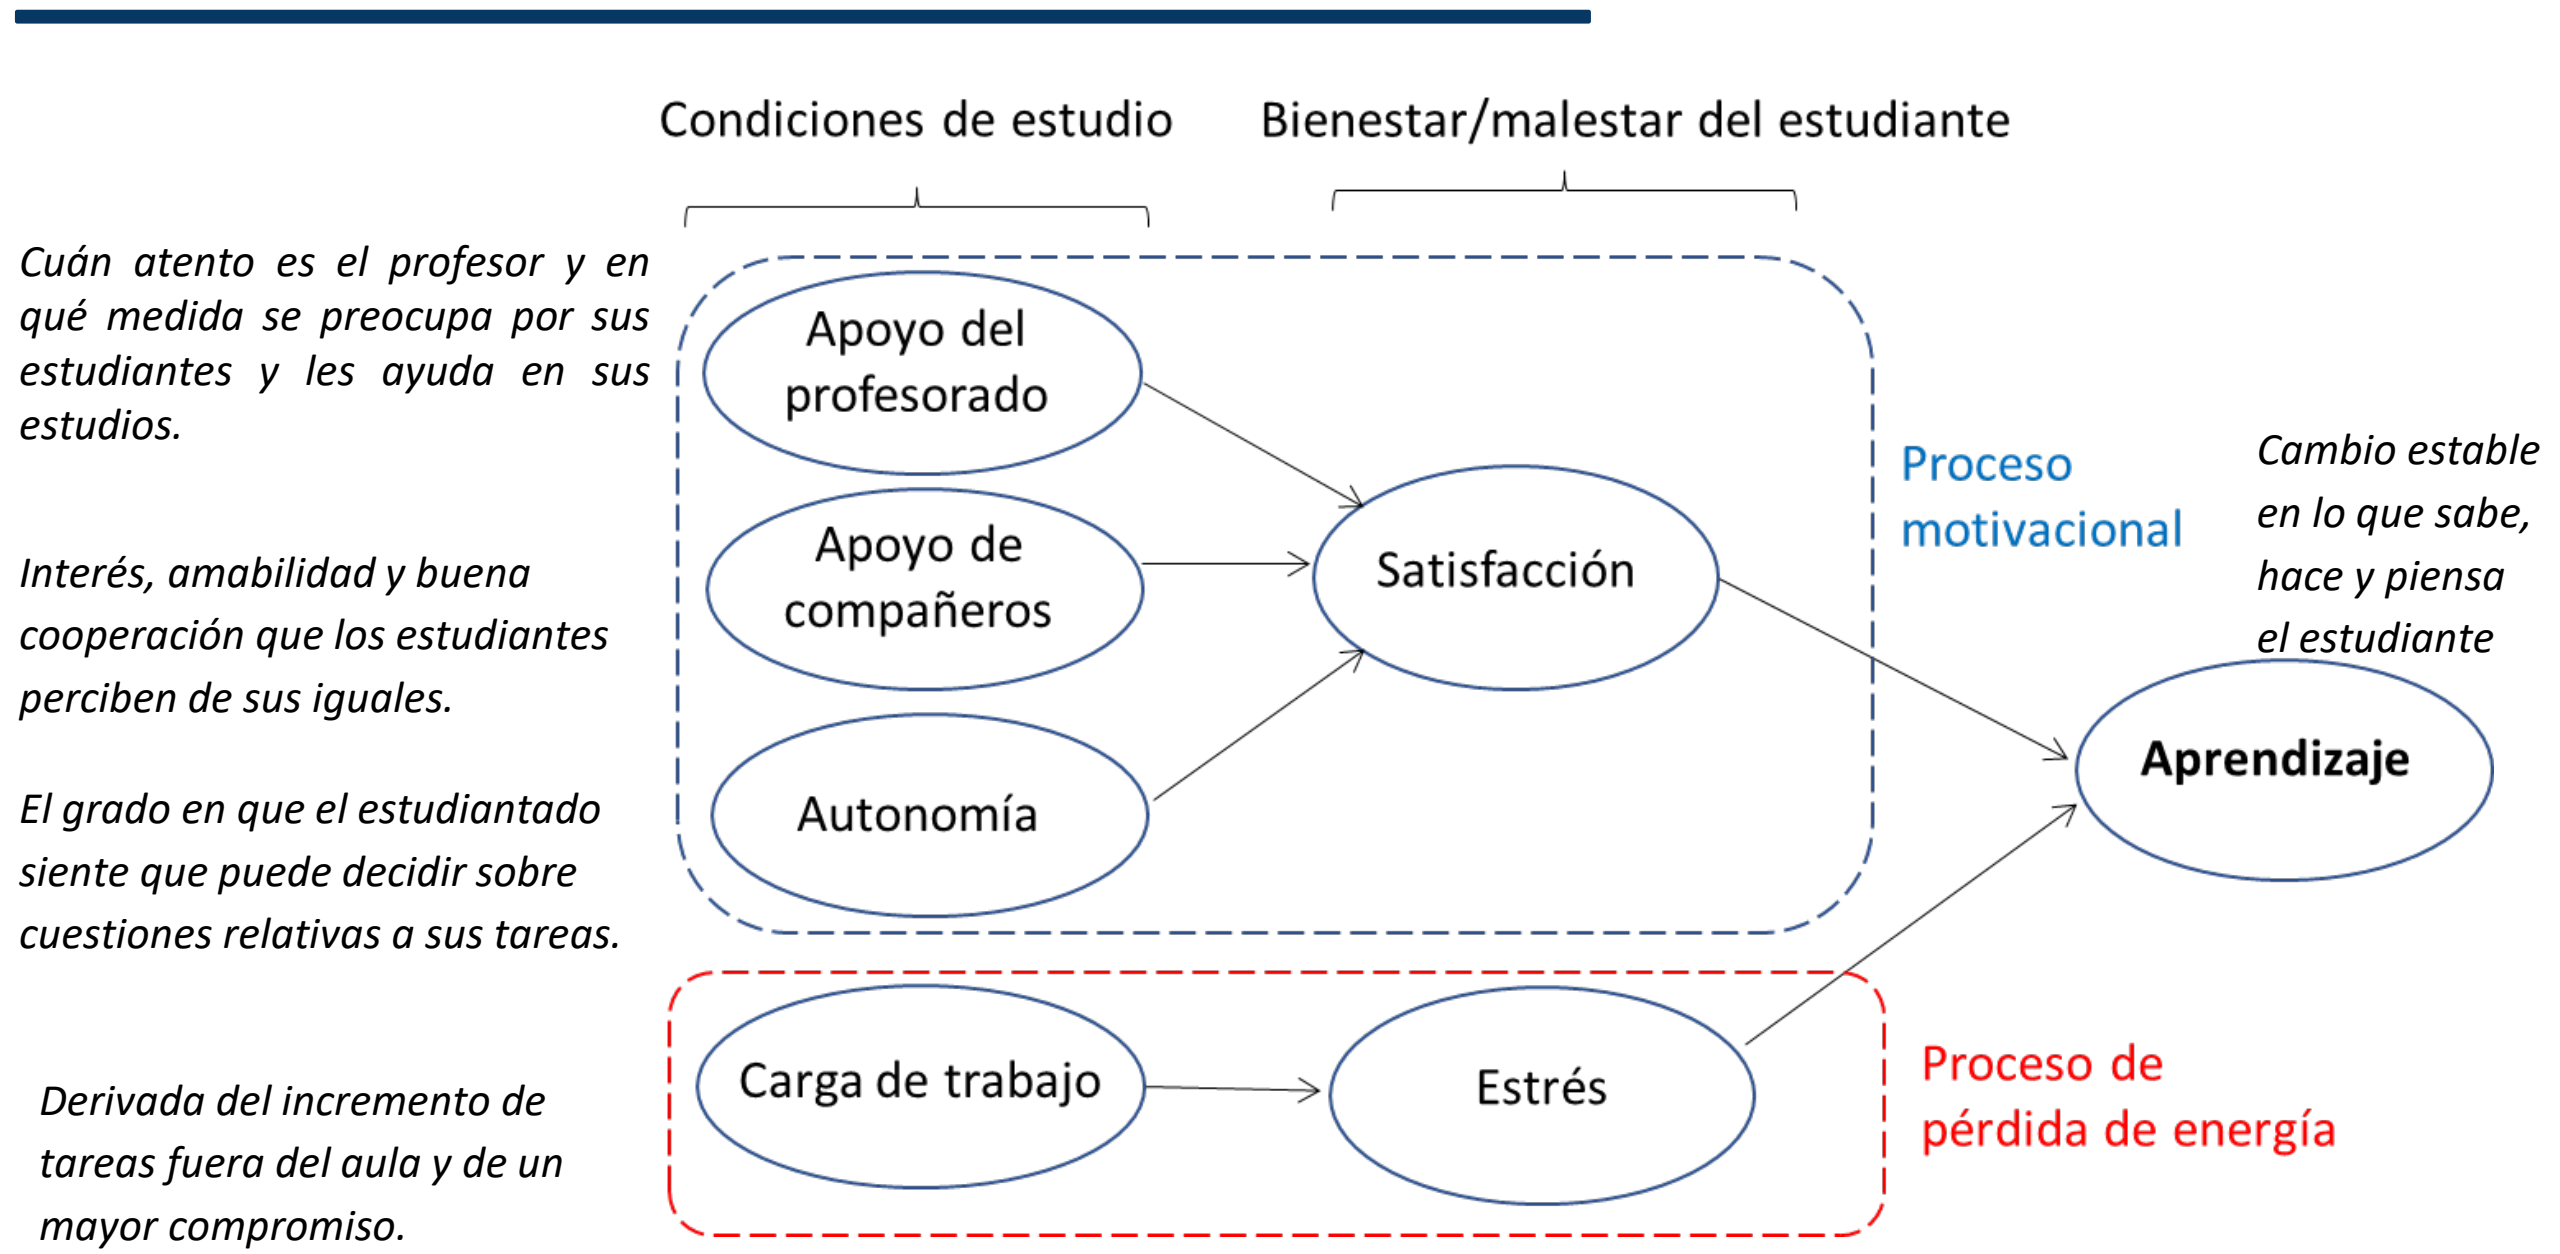 Condiciones de estudio
Bienestar/malestar del estudiante
Cuán atento es el profesor y en
qué medida se preocupa por sus
estudiantes y les ayuda en sus
estudios.
Interés, amabilidad y buena
cooperación que los estudiantes
perciben de sus iguales.
El grado en que el estudiantado
siente que puede decidir sobre
cuestiones relativas a sus tareas.
Derivada del incremento de
tareas fuera del aula y de un
mayor compromiso.
Apoyo del
profesorado
Apoyo de
compañeros
Autonomía
Carga de trabajo
Satisfacción
Estrés
Proceso
motivacional
Proceso de
pérdida de energía
Cambio estable
en lo que sabe,
hace y piensa
el estudiante
Aprendizaje